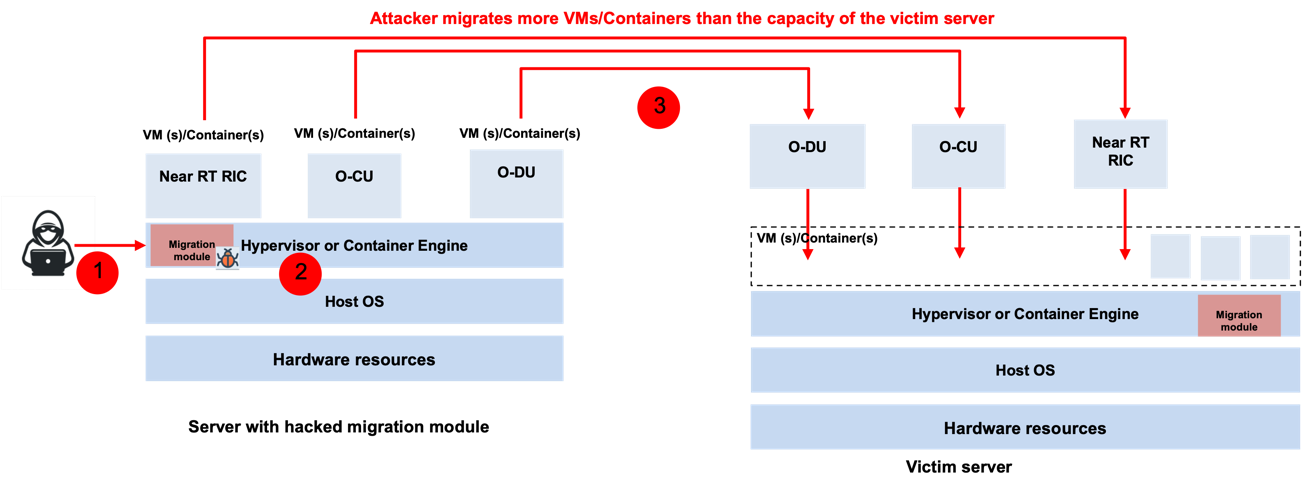 Attacker migrates more VMs/Containers than the capacity of the victim server
3
VM (s)/Container(s)
VM (s)/Container(s)
VM (s)/Container(s)
Near RT RIC
O-CU
O-DU
O-DU
O-CU
Near RT
RIC
1
Migration
module
Hypervisor or Container Engine
2
Host OS
Hardware resources
Server with hacked migration module
VM (s)/Container(s)
Hypervisor or Container Engine
Migration
module
Host OS
Hardware resources
Victim server